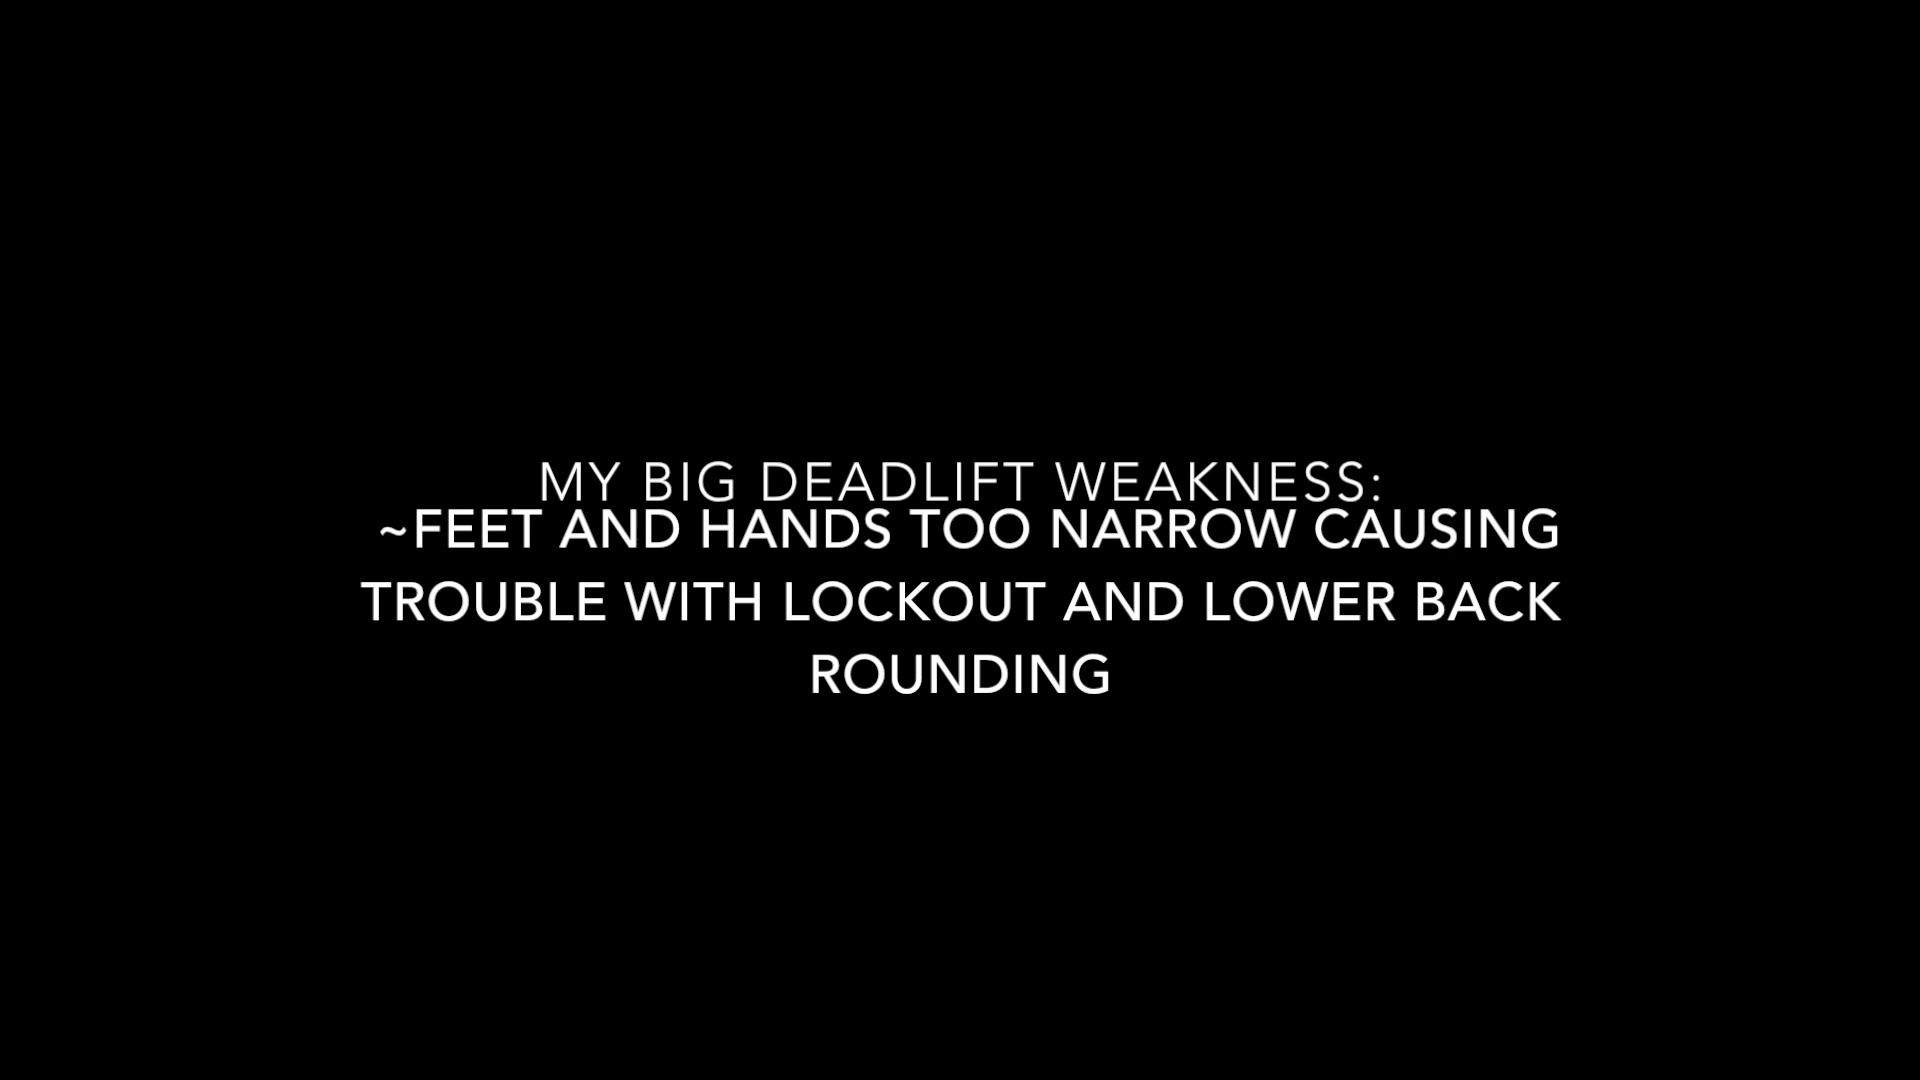 MY BIG DEADLIFT WEAKNESS:
~FEET AND HANDS TOO NARROW CAUSING
TROUBLE WITH LOCKOUT AND LOWER BACK
ROUNDING